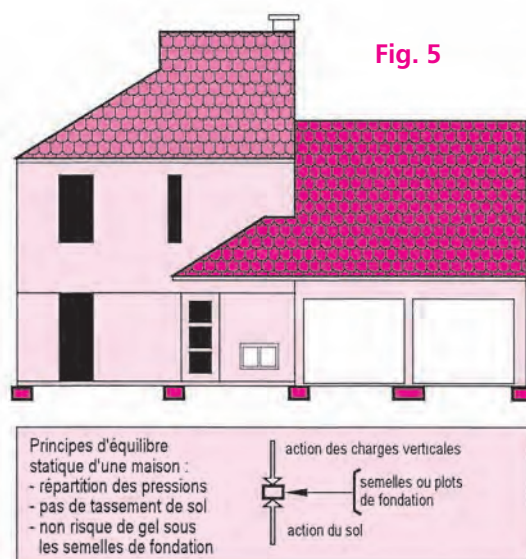 Fig. 5
Principes d'équilibre
statique d'une maison :
- répartition des pressions
- pas de tassement de sol
- non risque de gel sous
les semelles de fondation
action des charges verticales
semelles ou plots
de fondation
action du sol